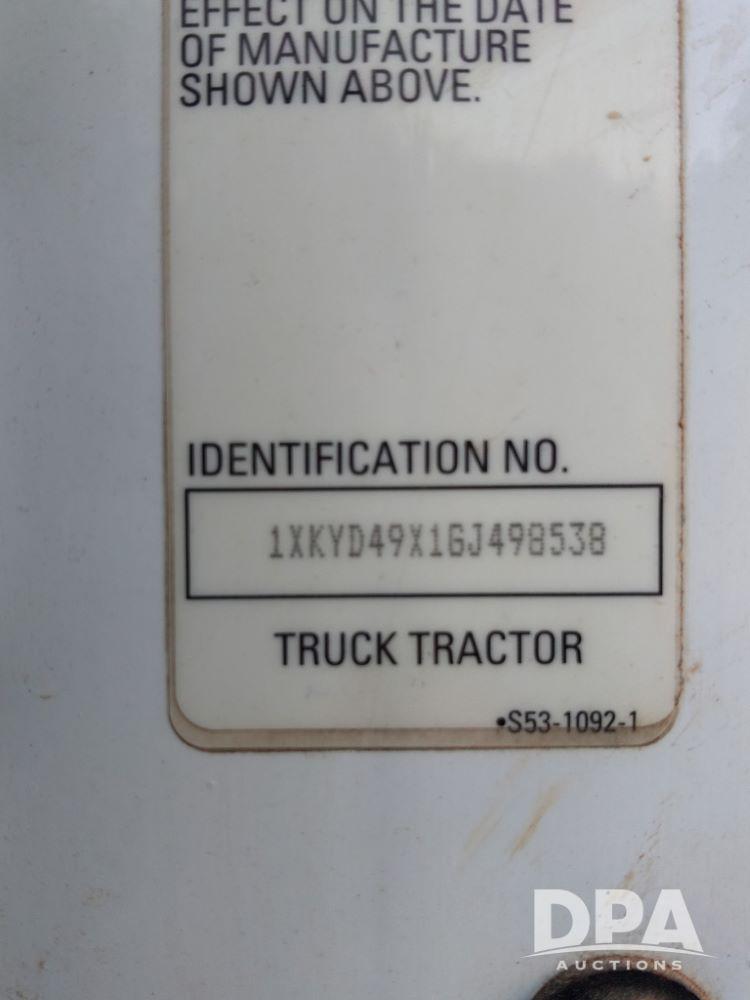 EFFECT ON THE DATE
OF MANUFACTURE
SHOWN ABOVE.
IDENTIFICATION NO.
1XKYD49X1GJ498538
TRUCK TRACTOR
•S53-1092-1
DPA
AUCTIONS